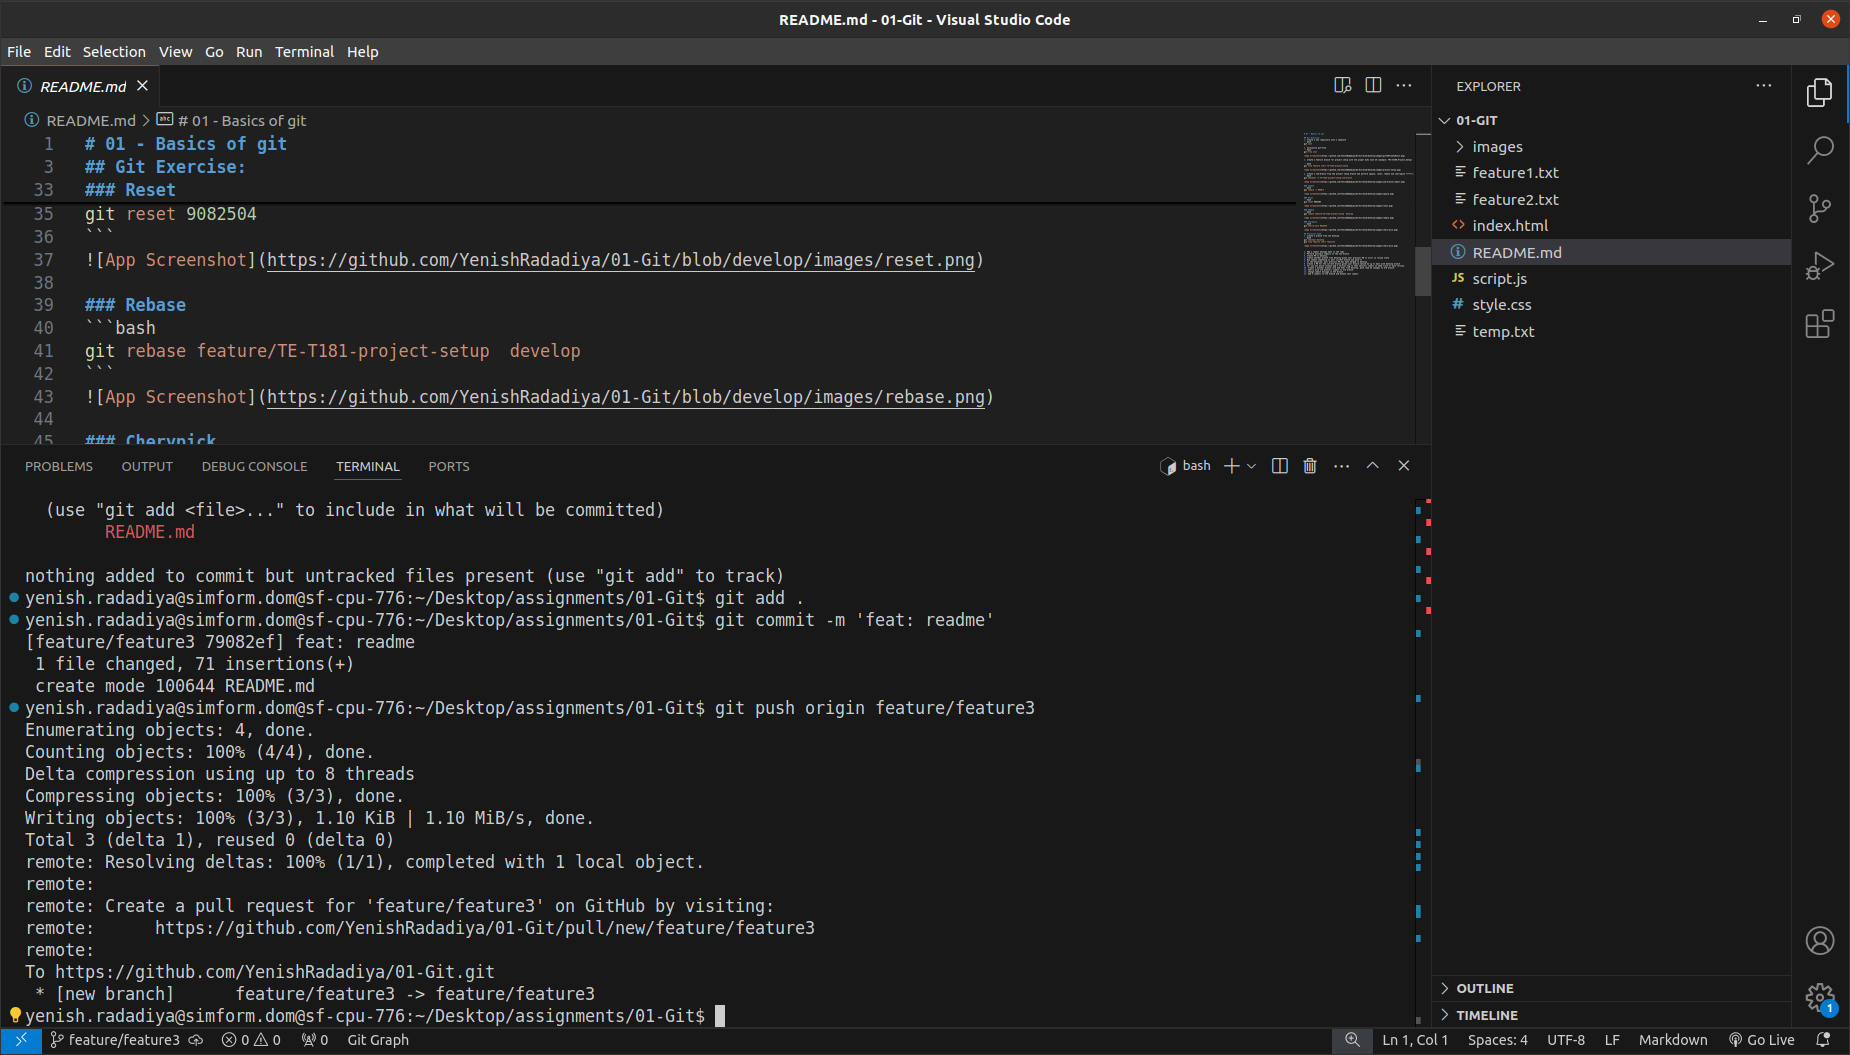 README.md - 01-Git - Visual Studio Code
File Edit Selection View Go Run Terminal Help
README.md
README.md > # 01 - Basics of git
1 # 01 - Basics of git
3 ## Git Exercise:
33 ### Reset
35 git reset 9082504
36 ```
37 ![App Screenshot](https://github.com/YenishRadadiya/01-Git/blob/develop/images/reset.png)
38
39 ### Rebase
40 ```bash
41 git rebase feature/TE-T181-project-setup  develop
42 ```
43 ![App Screenshot](https://github.com/YenishRadadiya/01-Git/blob/develop/images/rebase.png)
44
45 ### Cherypick
PROBLEMS OUTPUT DEBUG CONSOLE TERMINAL PORTS
bash
(use "git add <file>..." to include in what will be committed)
README.md
nothing added to commit but untracked files present (use "git add" to track)
yenish.radadiya@simform.dom@sf-cpu-776:~/Desktop/assignments/01-Git$ git add .
yenish.radadiya@simform.dom@sf-cpu-776:~/Desktop/assignments/01-Git$ git commit -m 'feat: readme'
[feature/feature3 79082ef] feat: readme
1 file changed, 71 insertions(+)
create mode 100644 README.md
yenish.radadiya@simform.dom@sf-cpu-776:~/Desktop/assignments/01-Git$ git push origin feature/feature3
Enumerating objects: 4, done.
Counting objects: 100% (4/4), done.
Delta compression using up to 8 threads
Compressing objects: 100% (3/3), done.
Writing objects: 100% (3/3), 1.10 KiB | 1.10 MiB/s, done.
Total 3 (delta 1), reused 0 (delta 0)
remote: Resolving deltas: 100% (1/1), completed with 1 local object.
remote:
remote: Create a pull request for 'feature/feature3' on GitHub by visiting:
remote:      https://github.com/YenishRadadiya/01-Git/pull/new/feature/feature3
remote:
To https://github.com/YenishRadadiya/01-Git.git
* [new branch]      feature/feature3 -> feature/feature3
yenish.radadiya@simform.dom@sf-cpu-776:~/Desktop/assignments/01-Git$
EXPLORER
01-GIT
images
feature1.txt
feature2.txt
index.html
README.md
JS script.js
# style.css
temp.txt
OUTLINE
TIMELINE
1
feature/feature3 0 0 0 Git Graph
Ln 1, Col 1 Spaces: 4 UTF-8 LF Markdown Go Live